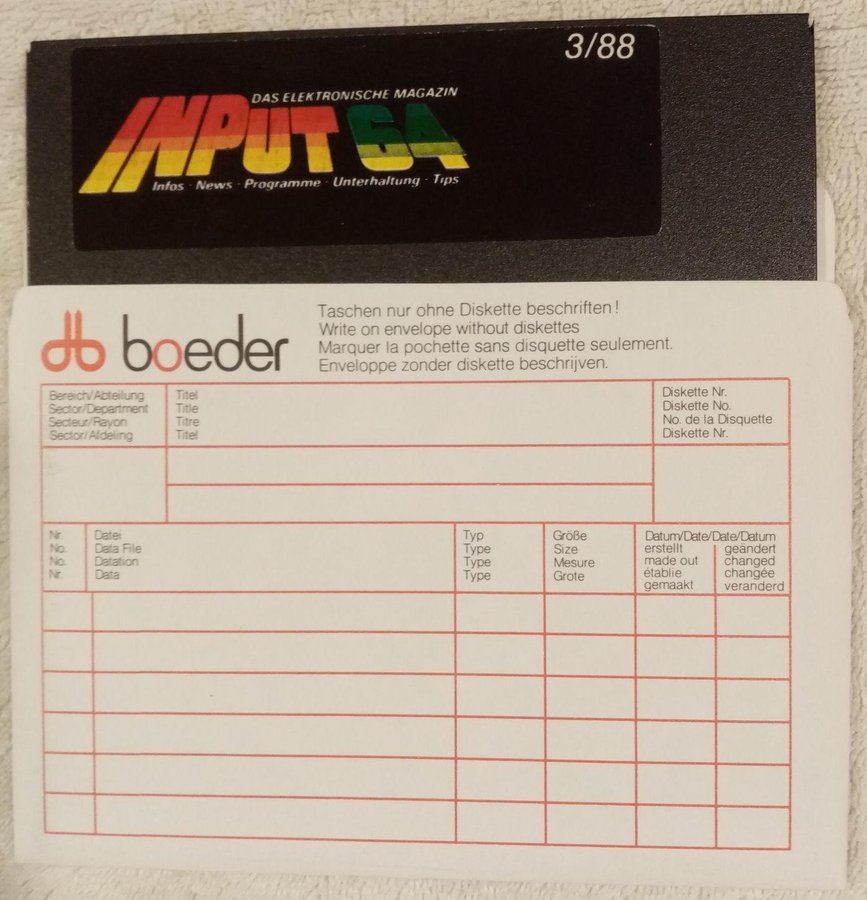 3/88
DAS ELEKTRONISCHE MAGAZIN
INPUT 64
Infos · News · Programme · Unterhaltung · Tips
boeder
Taschen nur ohne Diskette beschriften!
Write on envelope without diskettes
Marquer la pochette sans disquette seulement.
Enveloppe zonder diskette beschrijven.
Bereich/Abteilung
Sector/Department
Secteur/Rayon
Sector/Afdeling
Titel
Title
Titre
Titel
Diskette Nr.
Diskette No.
No. de la Disquette
Diskette Nr.
Nr.
No.
No.
Nr.
Datei
Data File
Datation
Data
Typ
Type
Type
Type
Größe
Size
Mesure
Grote
Datum/Date/Date/Datum
erstellt
made out
établie
gemaakt
geändert
changed
changée
veranderd